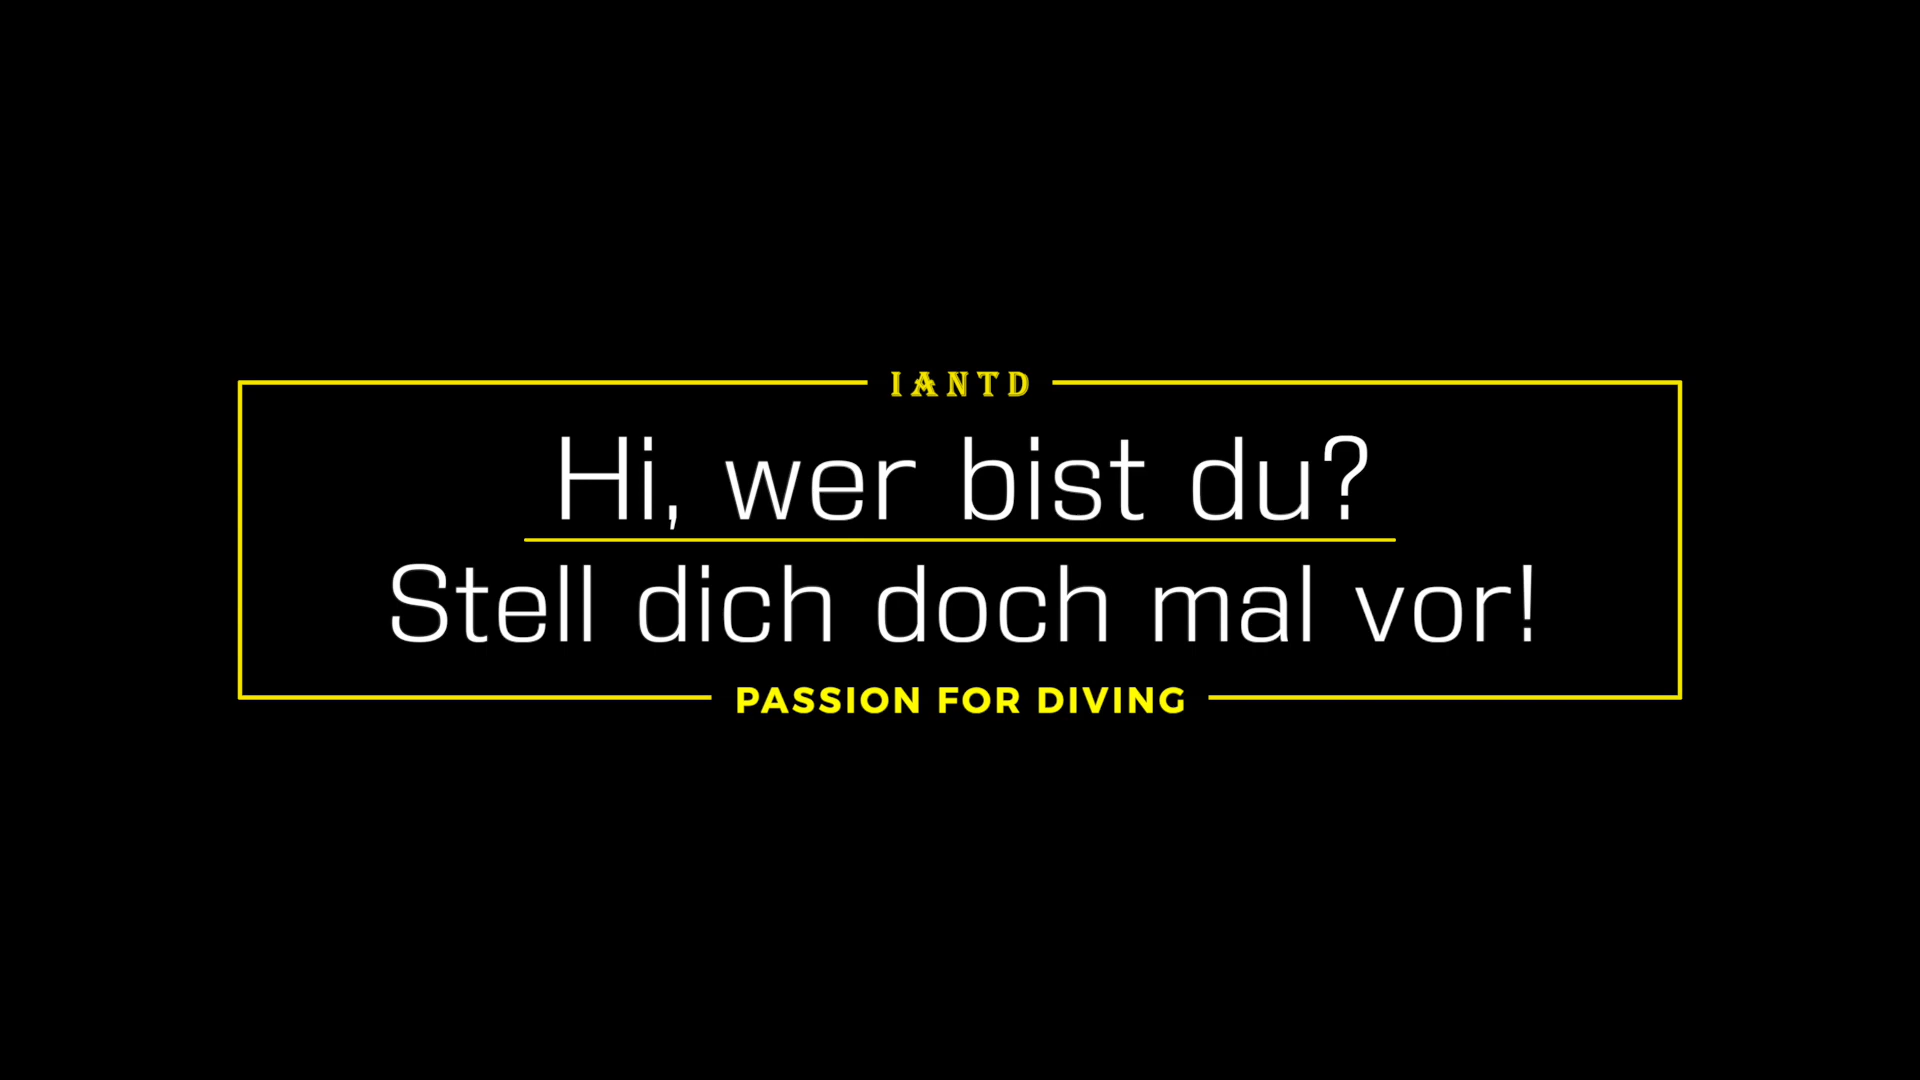 IANTD
Hi, wer bist du?
Stell dich doch mal vor!
PASSION FOR DIVING